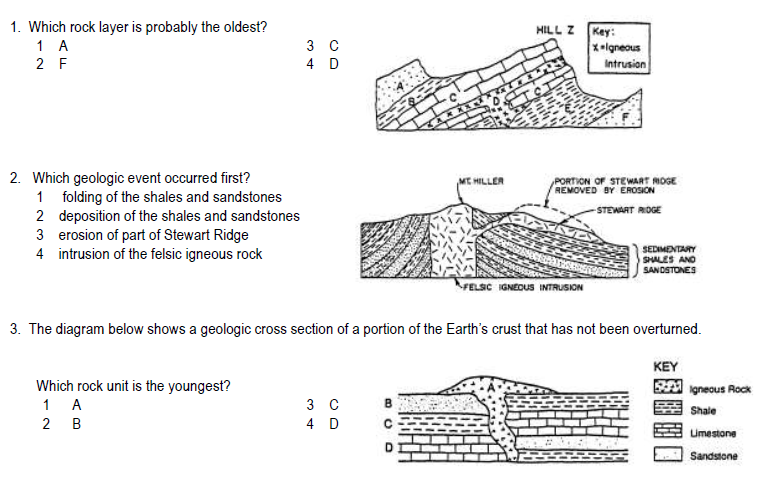 1. Which rock layer is probably the oldest?
1 A
2 F
3 C
4 D
HILL Z
Key:
x=Igneous
Intrusion
A
B
C
D
C
E
F
2. Which geologic event occurred first?
1 folding of the shales and sandstones
2 deposition of the shales and sandstones
3 erosion of part of Stewart Ridge
4 intrusion of the felsic igneous rock
MT. HILLER
PORTION OF STEWART RIDGE
REMOVED BY EROSION
STEWART RIDGE
SEDIMENTARY
SHALES AND
SANDSTONES
FELSIC IGNEOUS INTRUSION
3. The diagram below shows a geologic cross section of a portion of the Earth's crust that has not been overturned.
Which rock unit is the youngest?
1 A
2 B
3 C
4 D
A
B
C
D
KEY
Igneous Rock
Shale
Limestone
Sandstone